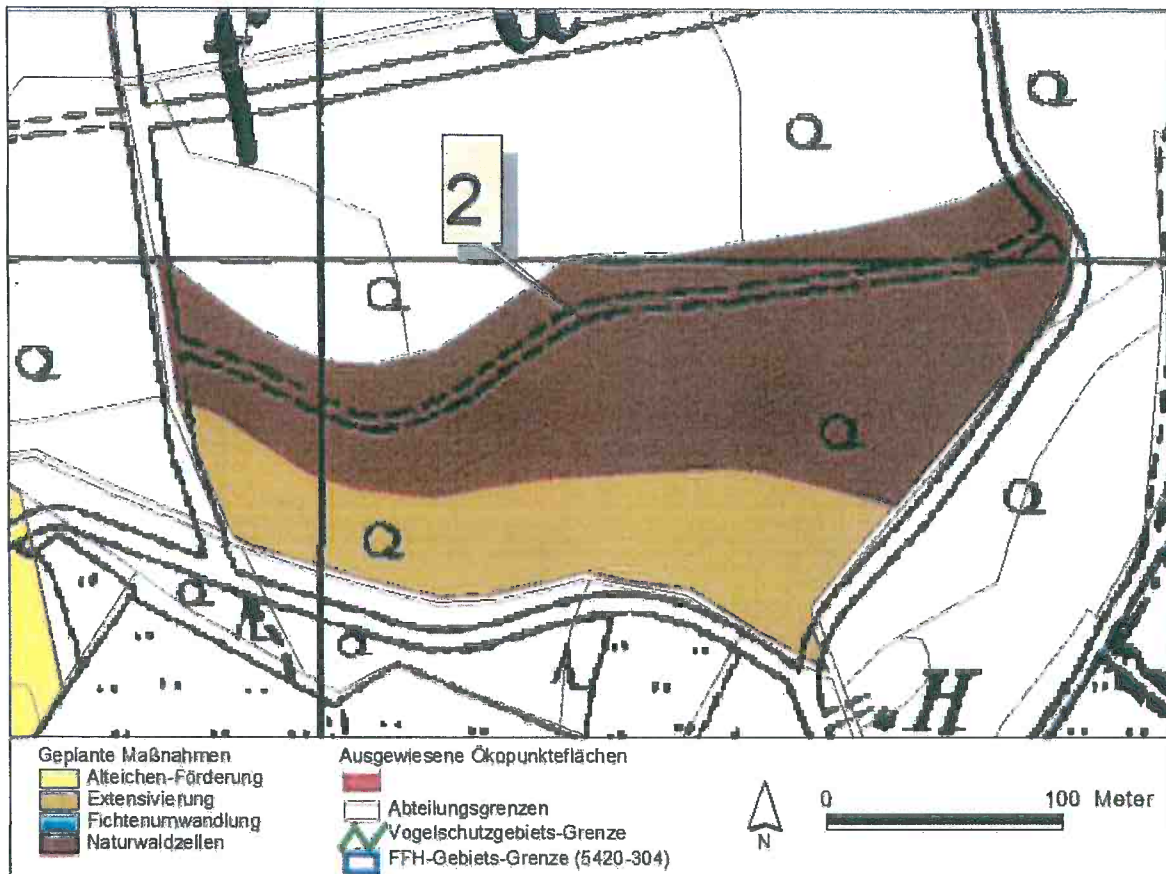 2
H
Geplante Maßnahmen
Alteichen-Förderung
Extensivierung
Fichtenumwandlung
Naturwaldzellen
Ausgewiesene Ökopunkteflächen
Abteilungsgrenzen
Vogelschutzgebiets-Grenze
FFH-Gebiets-Grenze (5420-304)
N
0 100 Meter